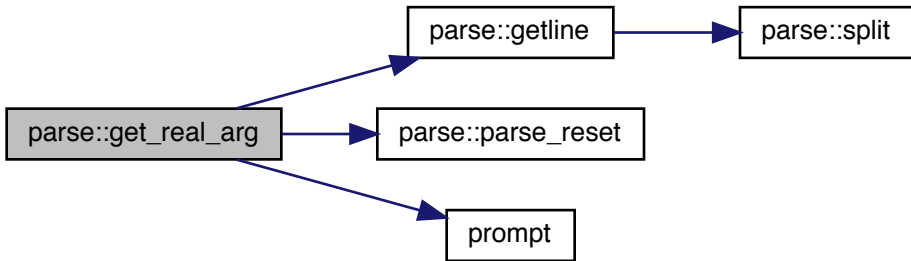 parse::getline
parse::split
parse::get_real_arg
parse::parse_reset
prompt